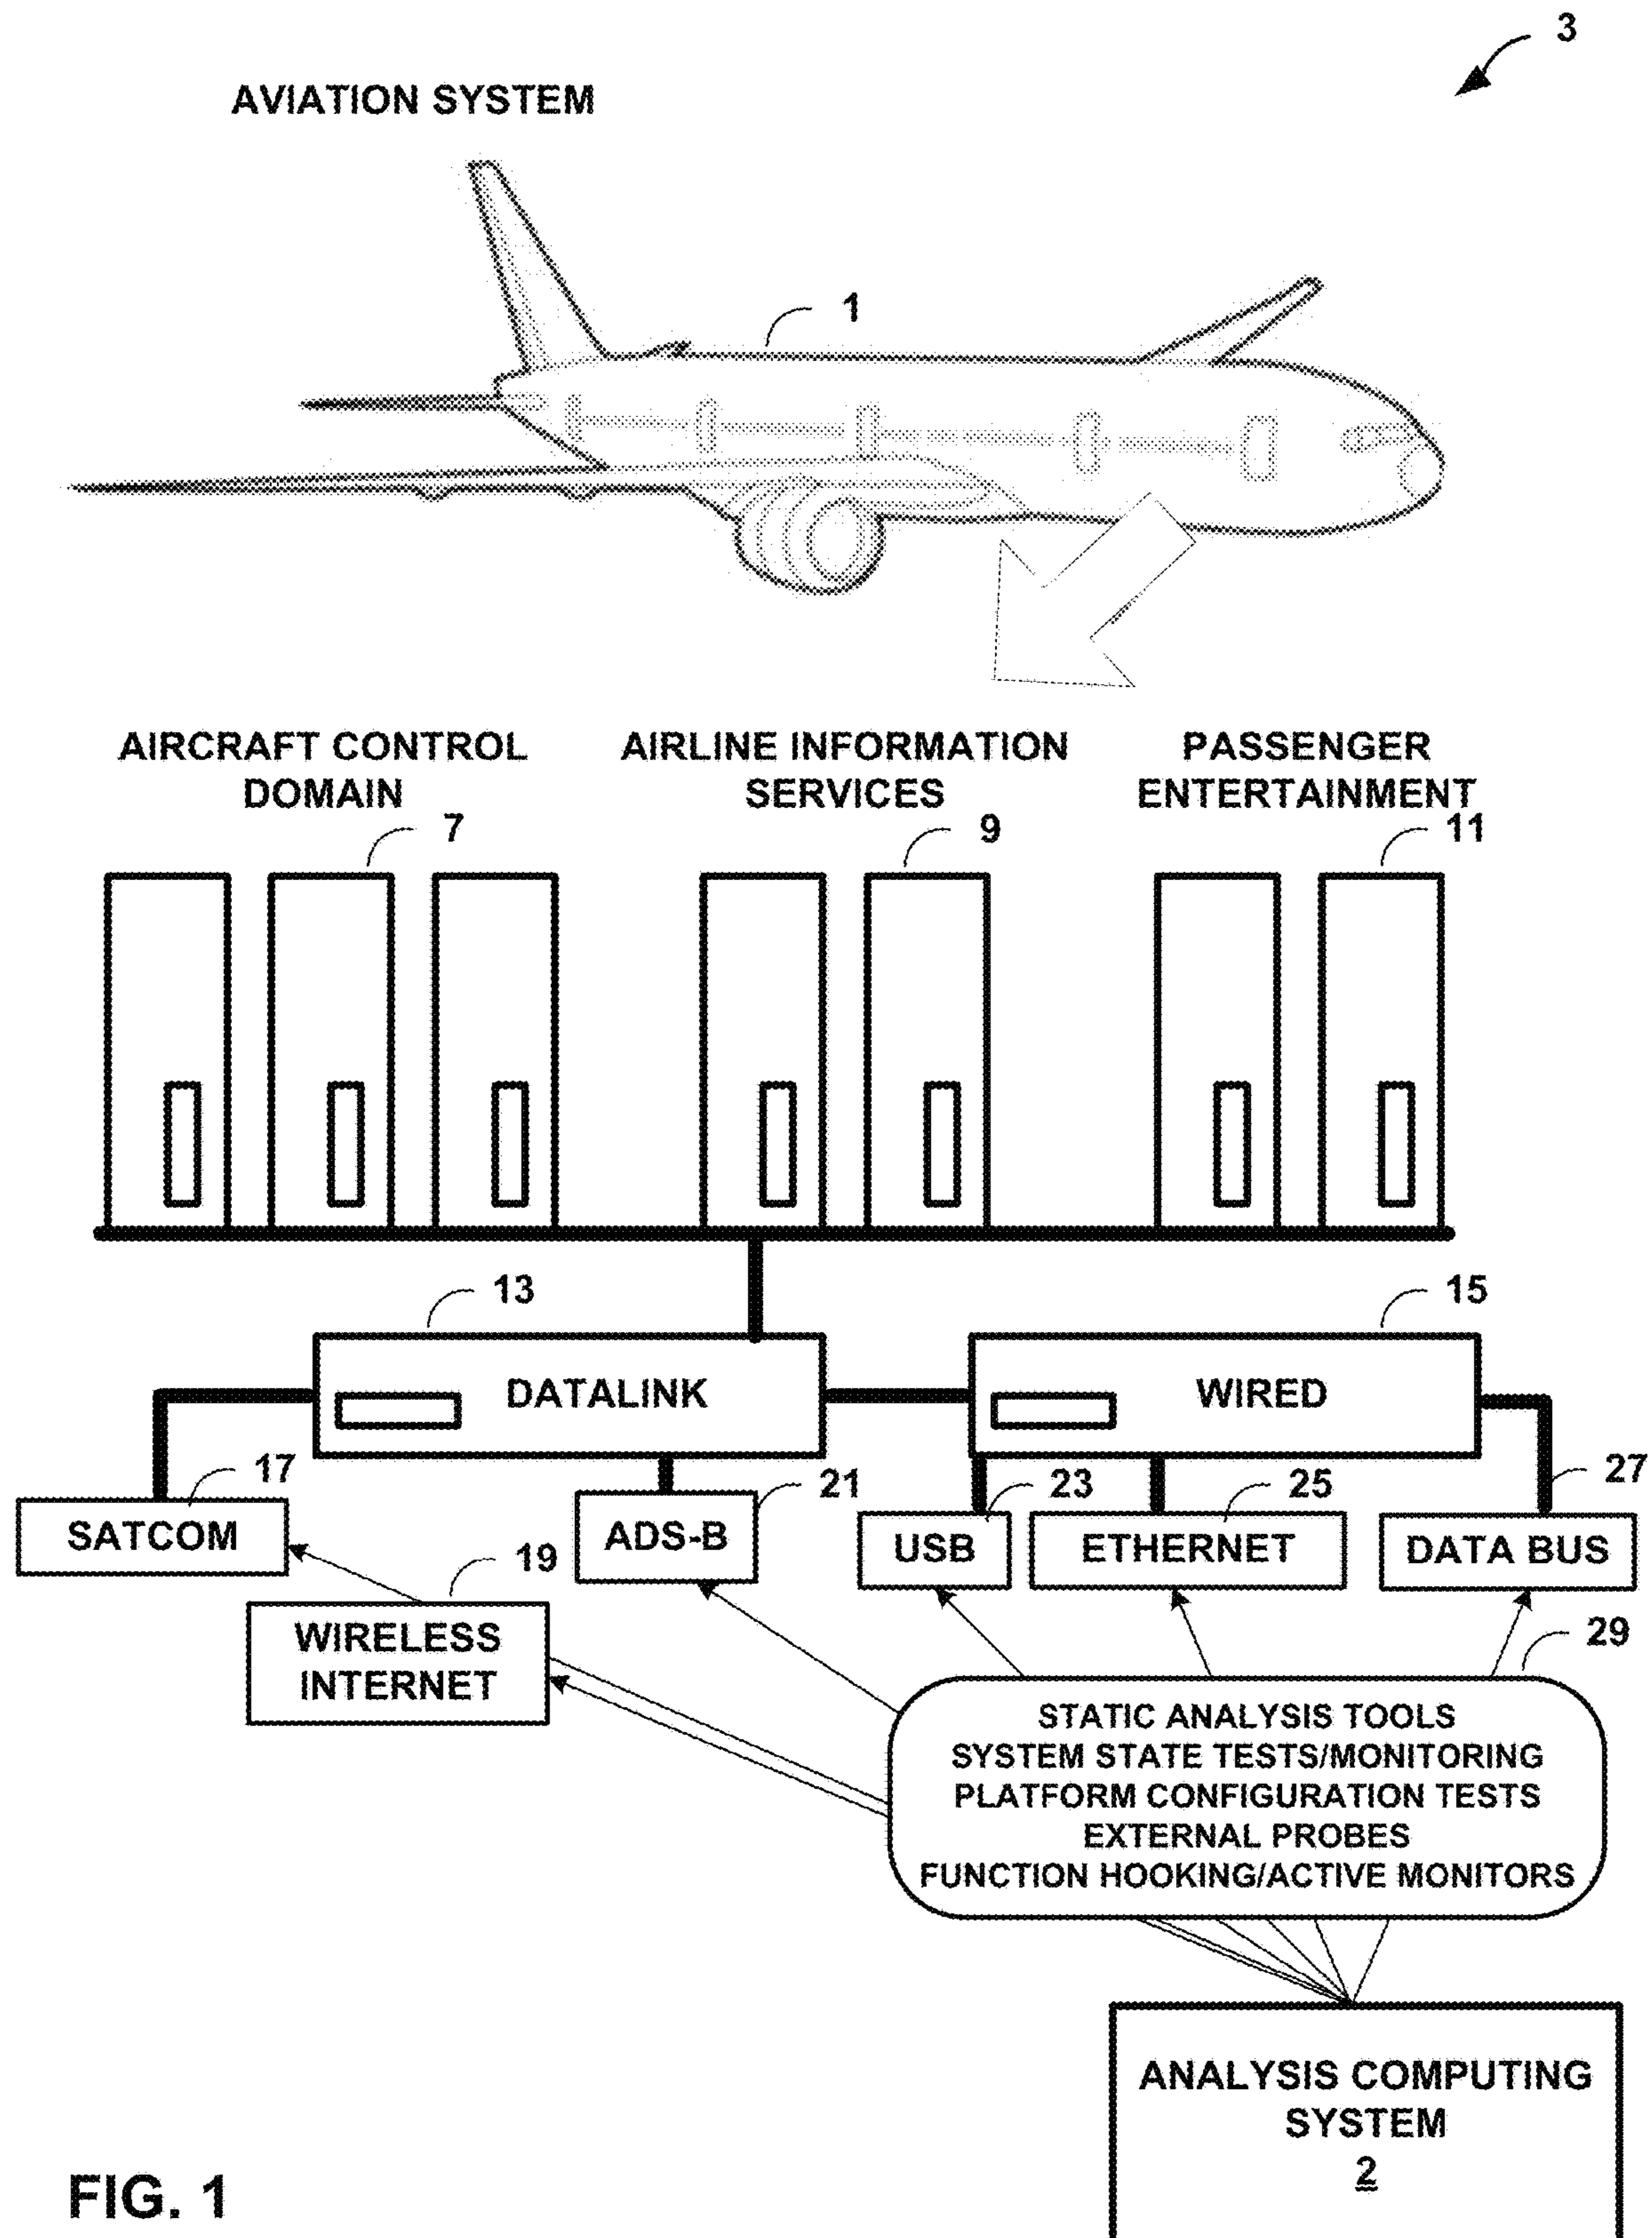 3
AVIATION SYSTEM
1
AIRCRAFT CONTROL
DOMAIN
AIRLINE INFORMATION
SERVICES
PASSENGER
ENTERTAINMENT
7
9
11
13
15
DATALINK
WIRED
17
21
23
25
27
SATCOM
ADS-B
USB
ETHERNET
DATA BUS
19
WIRELESS
INTERNET
29
STATIC ANALYSIS TOOLS
SYSTEM STATE TESTS/MONITORING
PLATFORM CONFIGURATION TESTS
EXTERNAL PROBES
FUNCTION HOOKING/ACTIVE MONITORS
ANALYSIS COMPUTING
SYSTEM
2
FIG. 1